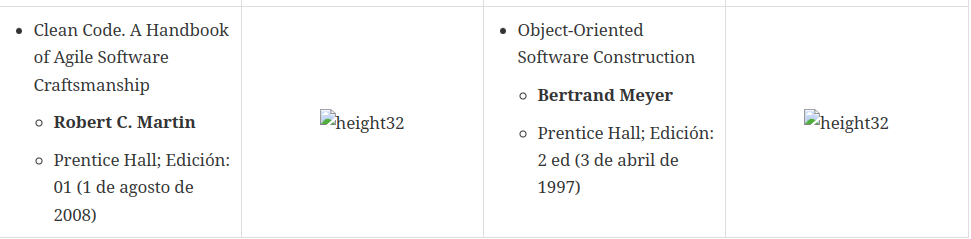 Clean Code. A Handbook
of Agile Software
Craftsmanship
Robert C. Martin
Prentice Hall; Edición:
01 (1 de agosto de
2008)
height32
Object-Oriented
Software Construction
Bertrand Meyer
Prentice Hall; Edición:
2 ed (3 de abril de
1997)
height32